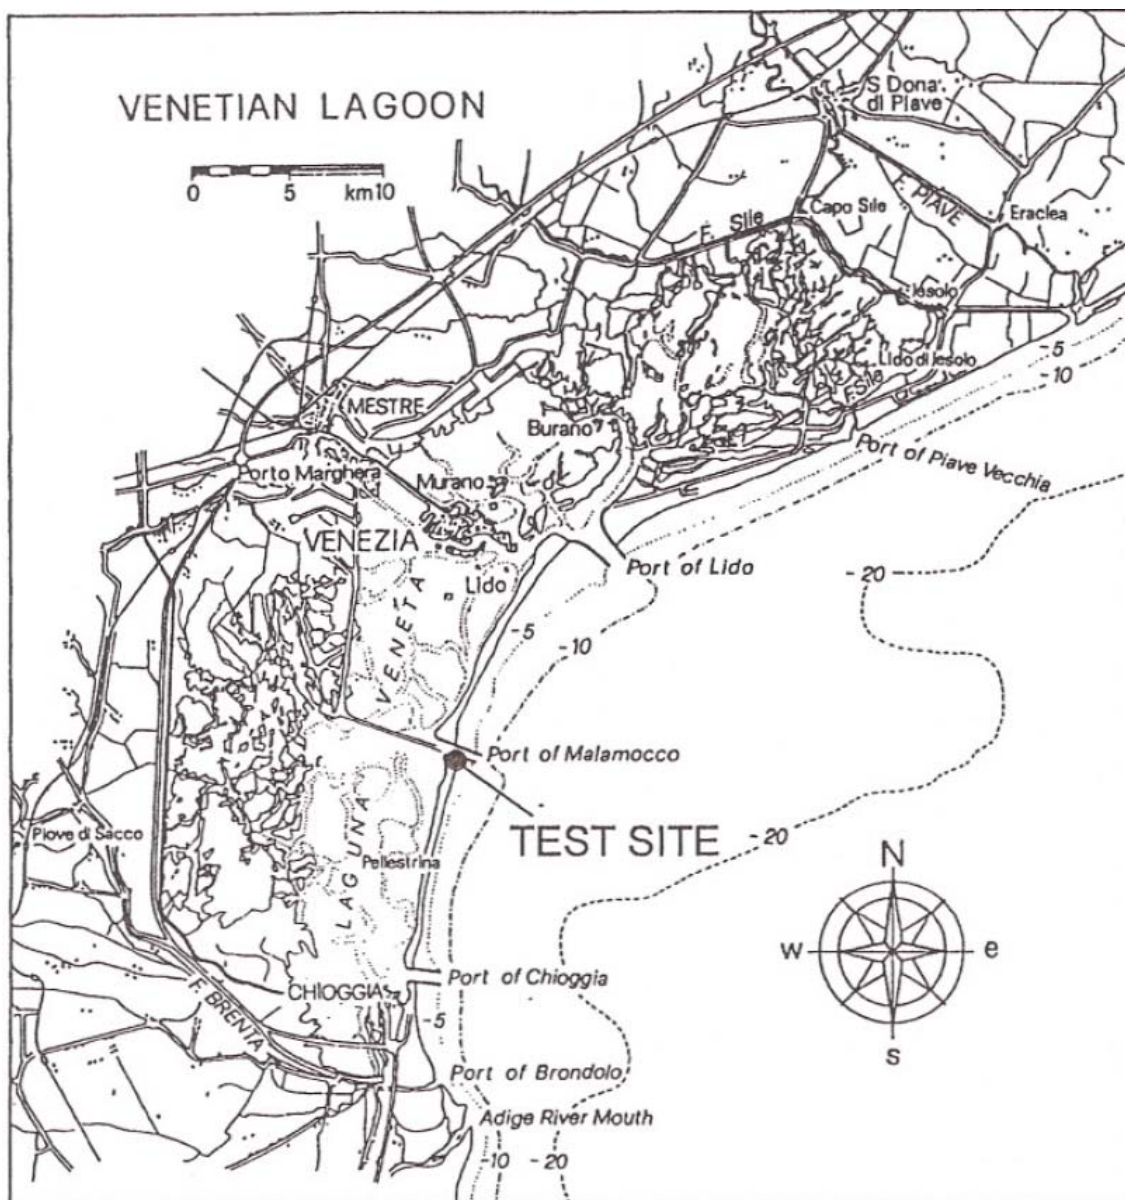 VENETIAN LAGOON
0 5 km10
S Dona'
di Piave
F. PIAVE
Capo Sile
Eraclea
F. Sile
Iesolo
Lido di Iesolo
F.Sile
-5
-10
MESTRE
Burano
Port of Piave Vecchia
Porto Marghera
Murano
VENEZIA
Port of Lido
Lido
-20
-5
-10
LAGUNA VENETA
Port of Malamocco
TEST SITE
-20
Piove di Sacco
Pellestrina
N
W e
S
Port of Chioggia
CHIOGGIA
F. BRENTA
-5
Port of Brondolo
Adige River Mouth
-10 -20